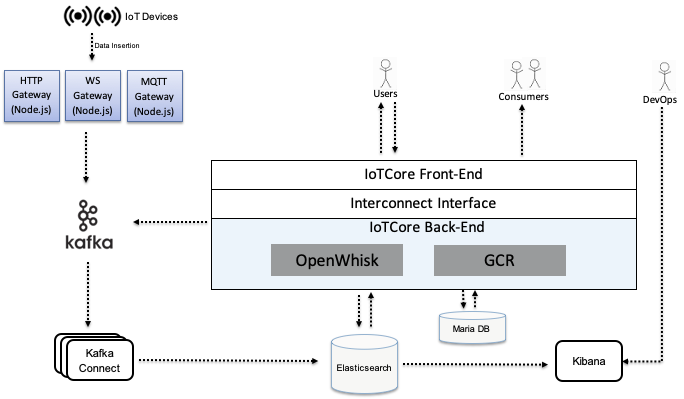 IoT Devices
Data Insertion
HTTP
Gateway
(Node.js)
WS
Gateway
(Node.js)
MQTT
Gateway
(Node.js)
Users
Consumers
DevOps
IoTCore Front-End
Interconnect Interface
IoTCore Back-End
OpenWhisk
GCR
kafka
Maria DB
Kafka
Connect
Elasticsearch
Kibana